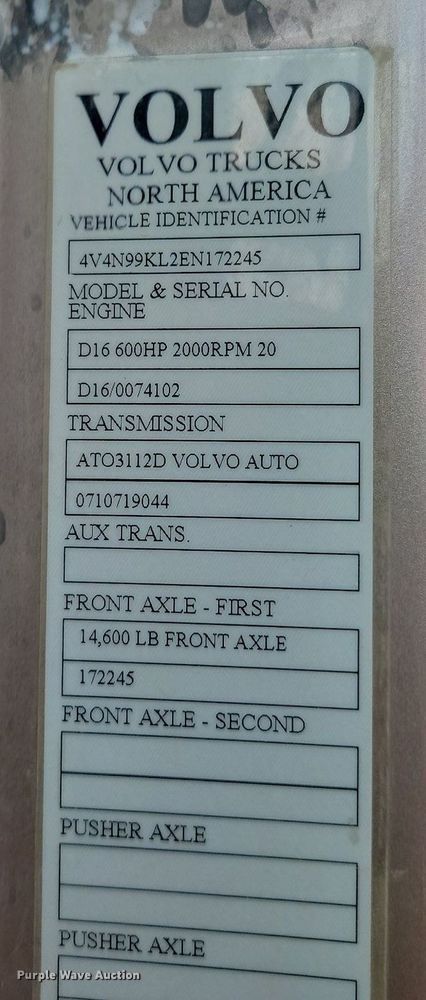 VOLVO
VOLVO TRUCKS
NORTH AMERICA
VEHICLE IDENTIFICATION #
4V4N99KL2EN172245
MODEL & SERIAL NO.
ENGINE
D16 600HP 2000RPM 20
D16/0074102
TRANSMISSION
ATO3112D VOLVO AUTO
0710719044
AUX TRANS.
FRONT AXLE - FIRST
14,600 LB FRONT AXLE
172245
FRONT AXLE - SECOND
PUSHER AXLE
PUSHER AXLE
Purple Wave Auction